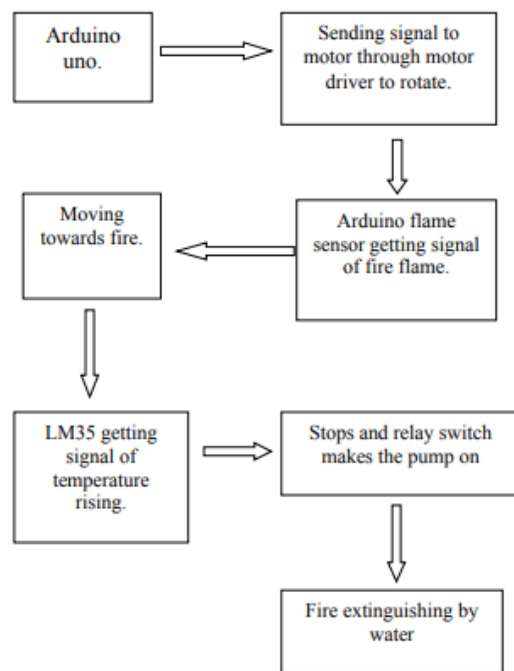 Arduino
uno.
Sending signal to
motor through motor
driver to rotate.
Arduino flame
sensor getting signal
of fire flame.
Moving
towards fire.
LM35 getting
signal of
temperature
rising.
Stops and relay switch
makes the pump on
Fire extinguishing by
water